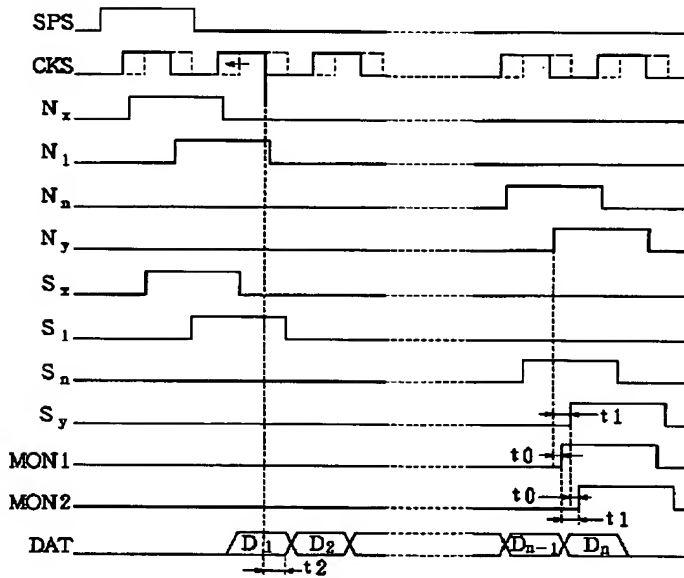 SPS
CKS
Nx
N1
Nn
Ny
Sx
S1
Sn
Sy t1
t0
MON1
t0
MON2
t1
DAT D1 D2 Dn-1 Dn
t2